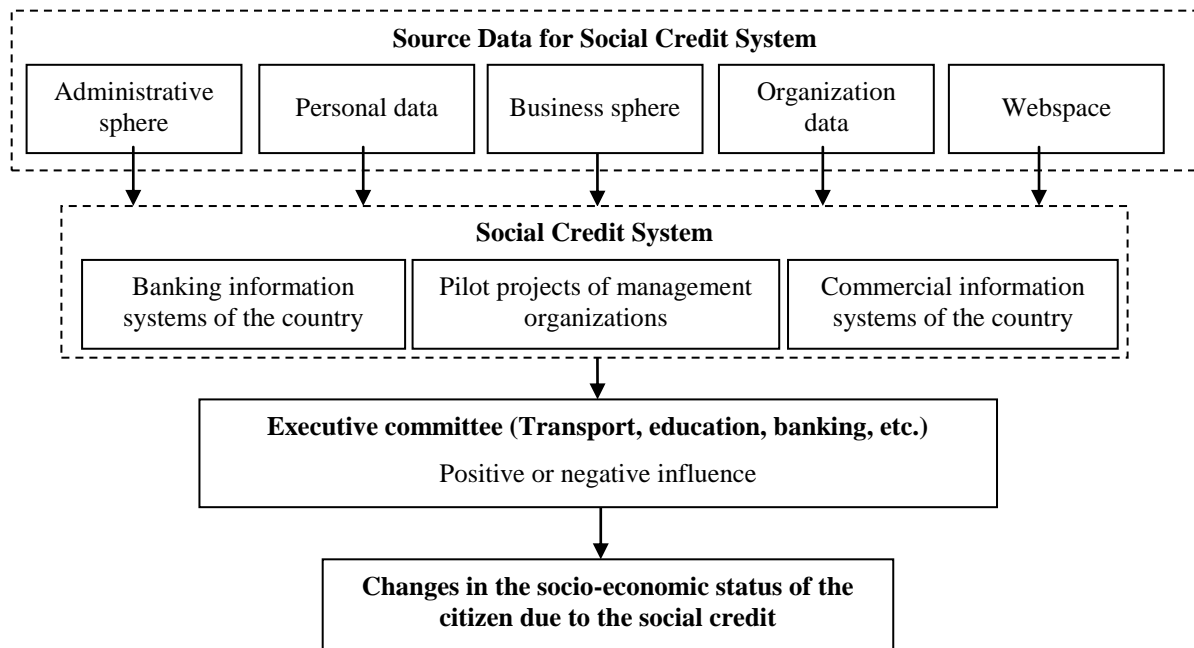 Source Data for Social Credit System
Administrative
sphere
Personal data
Business sphere
Organization
data
Webspace
Social Credit System
Banking information
systems of the country
Pilot projects of management
organizations
Commercial information
systems of the country
Executive committee (Transport, education, banking, etc.)
Positive or negative influence
Changes in the socio-economic status of the
citizen due to the social credit